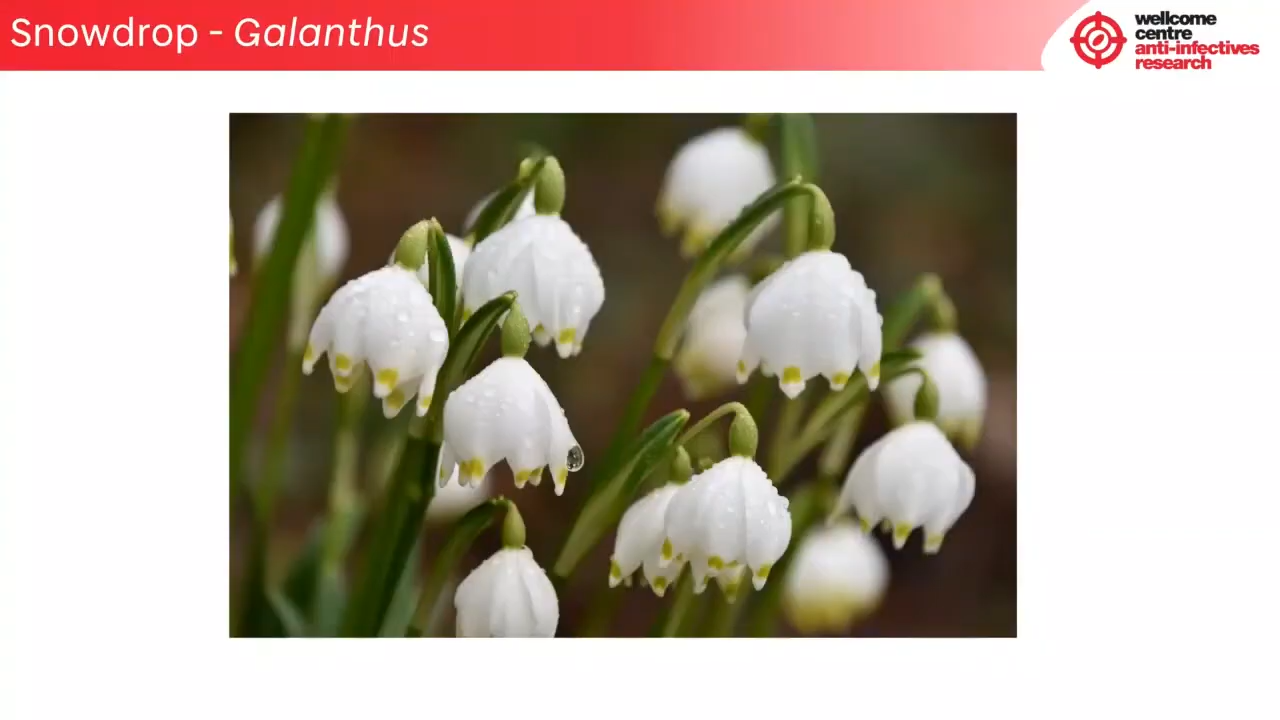 Snowdrop - Galanthus
wellcome
centre
anti-infectives
research